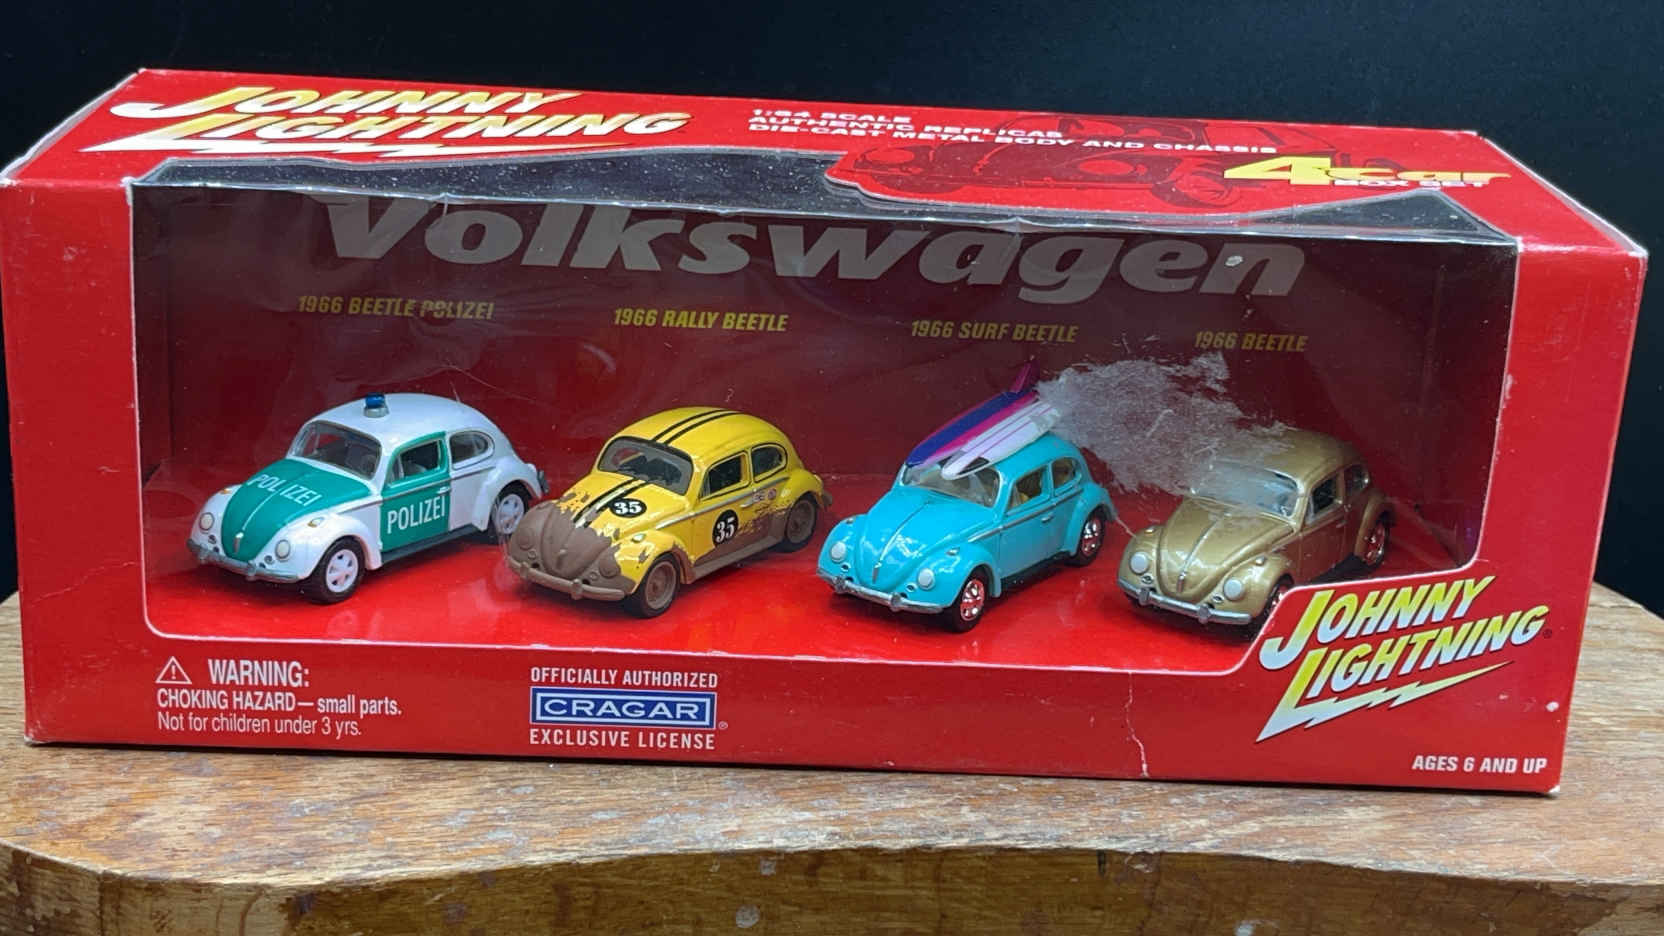 JOHNNY
LIGHTNING
1:64 SCALE
AUTHENTIC REPLICAS
DIE-CAST METAL BODY AND CHASSIS
4 car
BOX SET
Volkswagen
1966 BEETLE POLIZEI
1966 RALLY BEETLE
1966 SURF BEETLE
1966 BEETLE
POLIZEI
POLIZEI
35
35
WARNING:
CHOKING HAZARD — small parts.
Not for children under 3 yrs.
OFFICIALLY AUTHORIZED
CRAGAR®
EXCLUSIVE LICENSE
JOHNNY
LIGHTNING®
AGES 6 AND UP